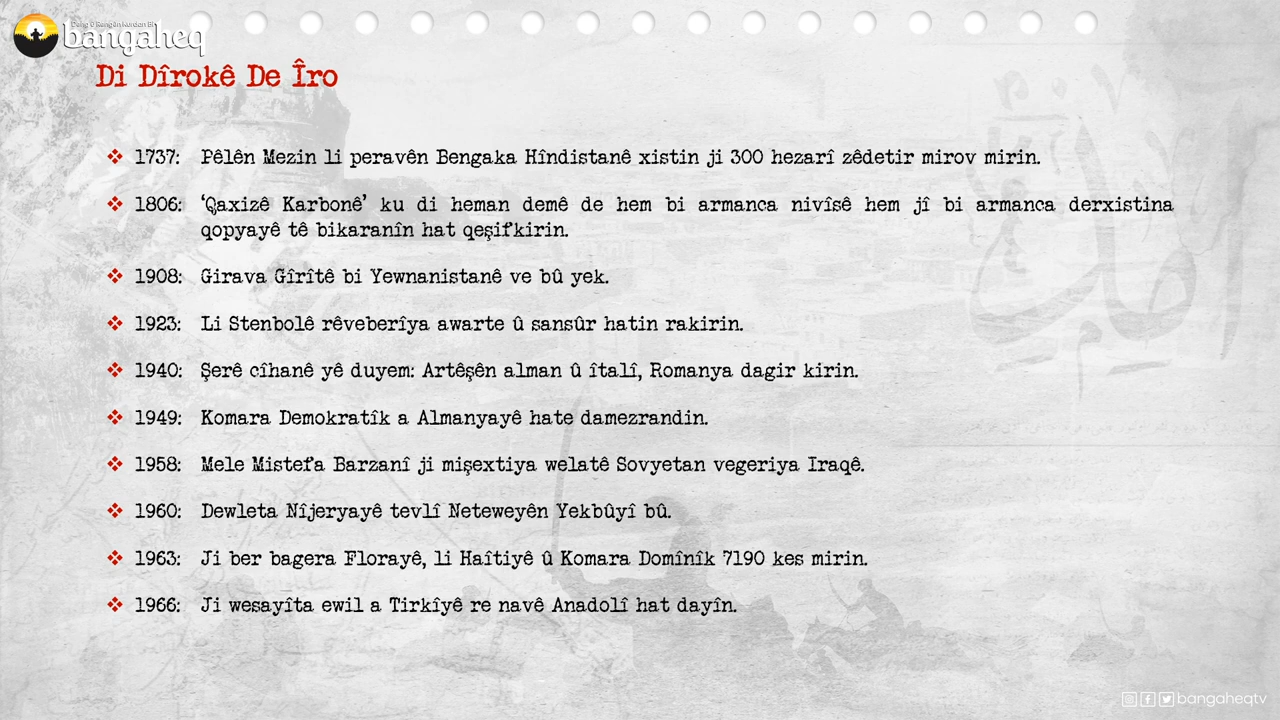 Deng û Rengên Kurdan Bi
bangaheq
Di Dîrokê De Îro
❖ 1737: Pêlên Mezin li peravên Bengaka Hîndistanê xistin ji 300 hezarî zêdetir mirov mirin.
❖ 1806: ‘Qaxizê Karbonê’ ku di heman demê de hem bi armanca nivîsê hem jî bi armanca derxistina
qopyayê tê bikaranîn hat qeşifkirin.
❖ 1908: Girava Gîrîtê bi Yewnanistanê ve bû yek.
❖ 1923: Li Stenbolê rêveberîya awarte û sansûr hatin rakirin.
❖ 1940: Şerê cîhanê yê duyem: Artêşên alman û îtalî, Romanya dagir kirin.
❖ 1949: Komara Demokratîk a Almanyayê hate damezrandin.
❖ 1958: Mele Mistefa Barzanî ji mişextiya welatê Sovyetan vegeriya Iraqê.
❖ 1960: Dewleta Nîjeryayê tevlî Neteweyên Yekbûyî bû.
❖ 1963: Ji ber bagera Florayê, li Haîtiyê û Komara Domînîk 7190 kes mirin.
❖ 1966: Ji wesayîta ewil a Tirkîyê re navê Anadolî hat dayîn.
bangaheqtv